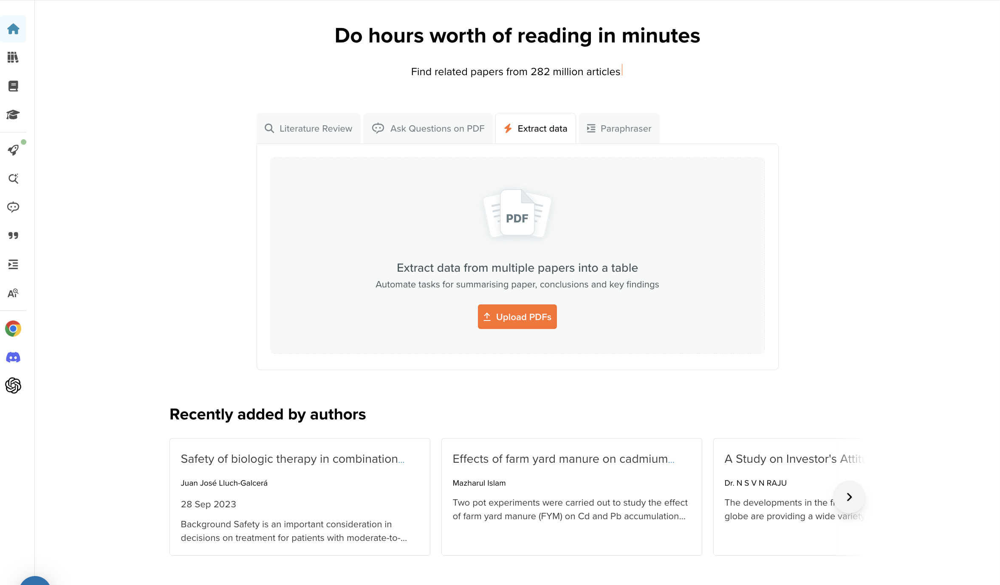 Do hours worth of reading in minutes
Find related papers from 282 million articles
Literature Review
Ask Questions on PDF
Extract data
Paraphraser
PDF
Extract data from multiple papers into a table
Automate tasks for summarising paper, conclusions and key findings
Upload PDFs
Recently added by authors
Safety of biologic therapy in combination...
Juan José Lluch-Galcerá
28 Sep 2023
Background Safety is an important consideration in
decisions on treatment for patients with moderate-to-...
Effects of farm yard manure on cadmium...
Mazharul Islam
Two pot experiments were carried out to study the effect
of farm yard manure (FYM) on Cd and Pb accumulation...
A Study on Investor's
Dr. N S V N RAJU
The developments in the
globe are providing a wide variety